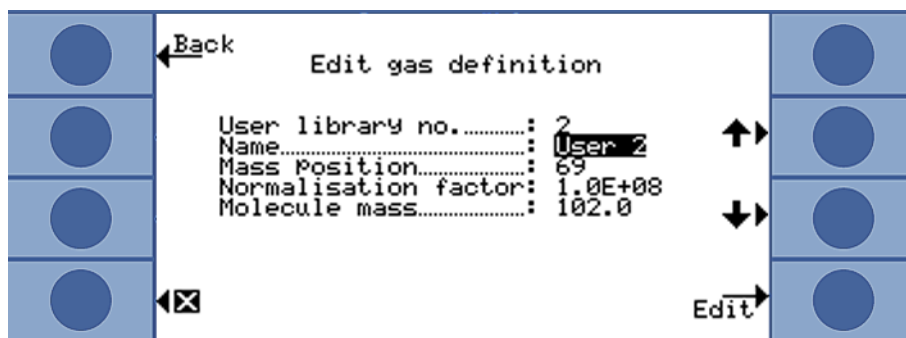 Back
Edit gas definition
User library no.............: 2
Name..............................: User 2
Mass Position................: 69
Normalisation factor: 1.0E+08
Molecule mass...............: 102.0
Edit